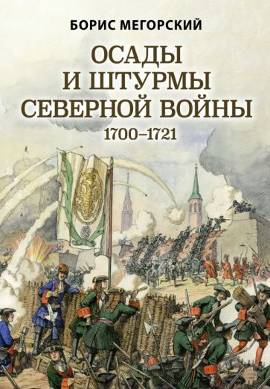 БОРИС МЕГОРСКИЙ
ОСАДЫ
И ШТУРМЫ
СЕВЕРНОЙ ВОЙНЫ
1700–1721